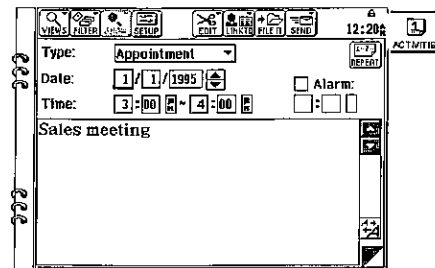 VIEWS FILTER SETUP EDIT LINKTO FILE IT SEND 12:20
ACTIVITIES
Type: Appointment
REPEAT
Date: 1/1/1995
Alarm:
Time: 3:00 ~ 4:00
Sales meeting